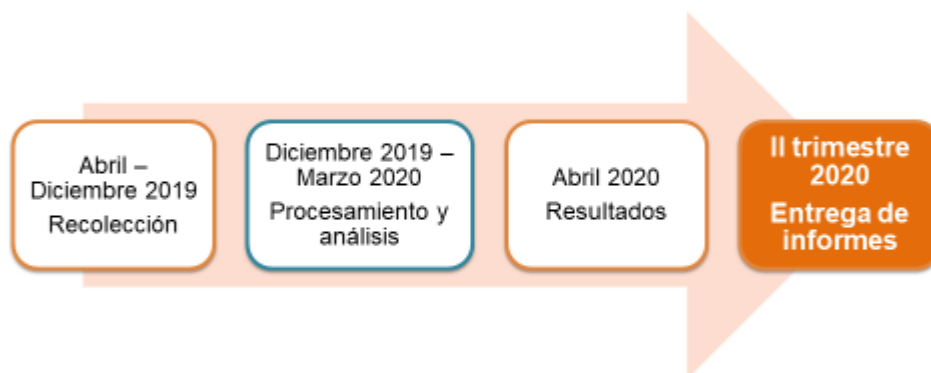 Abril –
Diciembre 2019
Recolección
Diciembre 2019 –
Marzo 2020
Procesamiento y
análisis
Abril 2020
Resultados
II trimestre
2020
Entrega de
informes